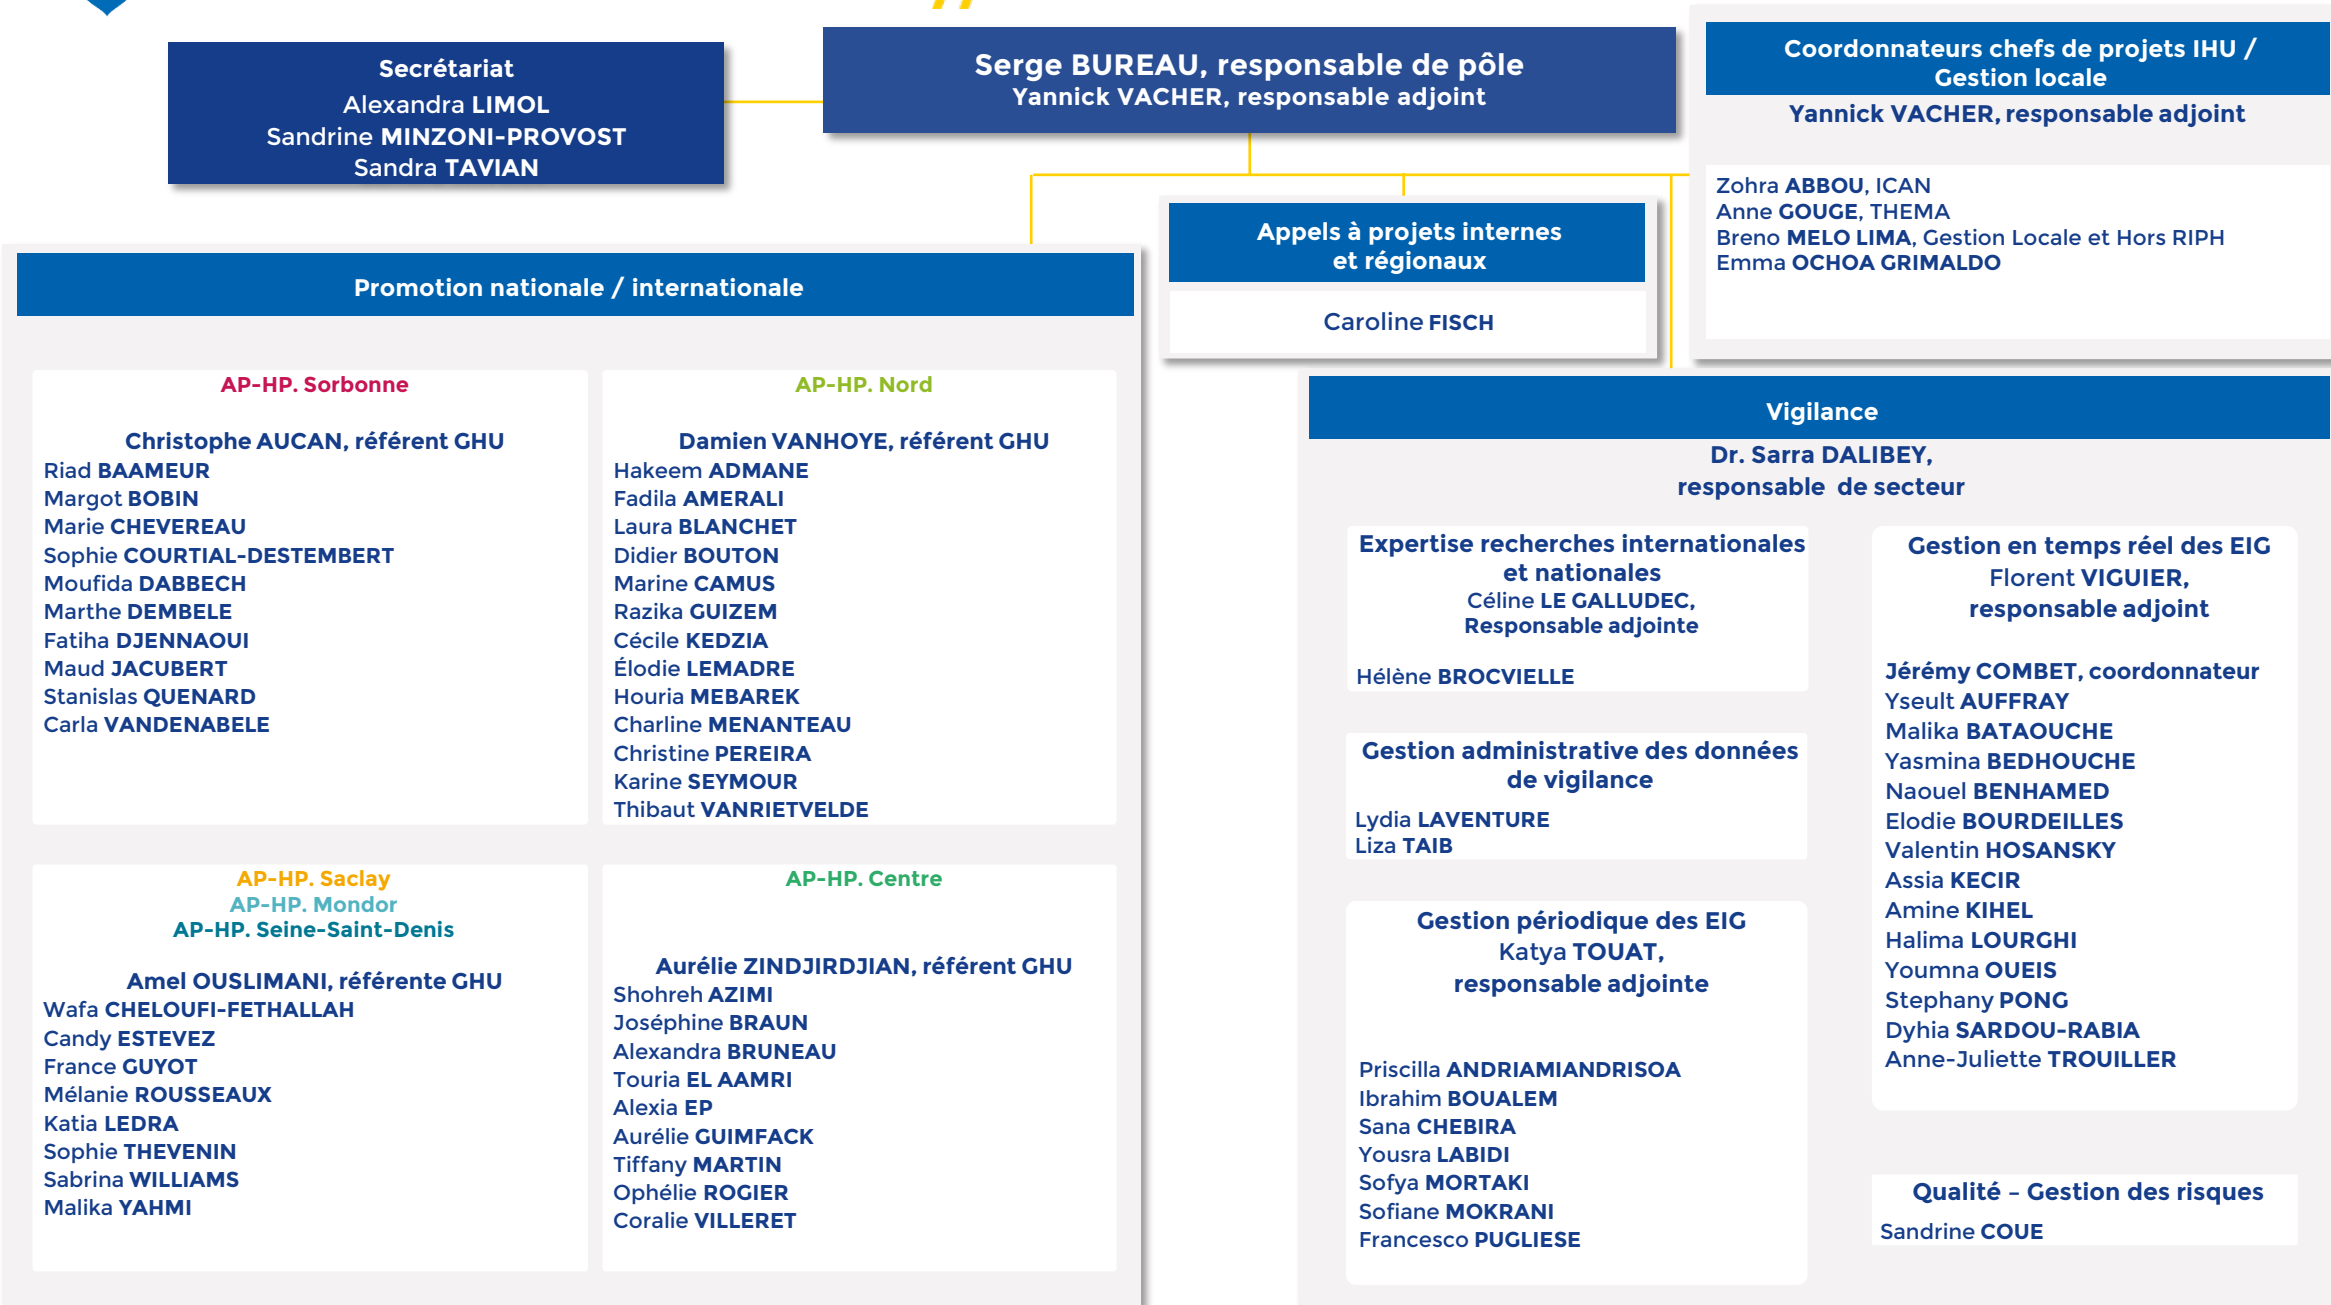 Secrétariat
Alexandra LIMOL
Sandrine MINZONI-PROVOST
Sandra TAVIAN
Serge BUREAU, responsable de pôle
Yannick VACHER, responsable adjoint
Coordonnateurs chefs de projets IHU /
Gestion locale
Yannick VACHER, responsable adjoint
Zohra ABBOU, ICAN
Anne GOUGE, THEMA
Breno MELO LIMA, Gestion Locale et Hors RIPH
Emma OCHOA GRIMALDO
Appels à projets internes
et régionaux
Caroline FISCH
Promotion nationale / internationale
AP-HP. Sorbonne
Christophe AUCAN, référent GHU
Riad BAAMEUR
Margot BOBIN
Marie CHEVEREAU
Sophie COURTIAL-DESTEMBERT
Moufida DABBECH
Marthe DEMBELE
Fatiha DJENNAOUI
Maud JACUBERT
Stanislas QUENARD
Carla VANDENABELE
AP-HP. Nord
Damien VANHOYE, référent GHU
Hakeem ADMANE
Fadila AMERALI
Laura BLANCHET
Didier BOUTON
Marine CAMUS
Razika GUIZEM
Cécile KEDZIA
Élodie LEMADRE
Houria MEBAREK
Charline MENANTEAU
Christine PEREIRA
Karine SEYMOUR
Thibaut VANRIETVELDE
AP-HP. Saclay
AP-HP. Mondor
AP-HP. Seine-Saint-Denis
Amel OUSLIMANI, référente GHU
Wafa CHELOUFI-FETHALLAH
Candy ESTEVEZ
France GUYOT
Mélanie ROUSSEAUX
Katia LEDRA
Sophie THEVENIN
Sabrina WILLIAMS
Malika YAHMI
AP-HP. Centre
Aurélie ZINDJIRDJIAN, référent GHU
Shohreh AZIMI
Joséphine BRAUN
Alexandra BRUNEAU
Touria EL AAMRI
Alexia EP
Aurélie GUIMFACK
Tiffany MARTIN
Ophélie ROGIER
Coralie VILLERET
Vigilance
Dr. Sarra DALIBEY,
responsable de secteur
Expertise recherches internationales
et nationales
Céline LE GALLUDEC,
Responsable adjointe
Hélène BROCVIELLE
Gestion administrative des données
de vigilance
Lydia LAVENTURE
Liza TAIB
Gestion périodique des EIG
Katya TOUAT,
responsable adjointe
Priscilla ANDRIAMIANDRISOA
Ibrahim BOUALEM
Sana CHEBIRA
Yousra LABIDI
Sofya MORTAKI
Sofiane MOKRANI
Francesco PUGLIESE
Gestion en temps réel des EIG
Florent VIGUIER,
responsable adjoint
Jérémy COMBET, coordonnateur
Yseult AUFFRAY
Malika BATAOUCHE
Yasmina BEDHOUCHE
Naouel BENHAMED
Elodie BOURDEILLES
Valentin HOSANSKY
Assia KECIR
Amine KIHEL
Halima LOURGHI
Youmna OUEIS
Stephany PONG
Dyhia SARDOU-RABIA
Anne-Juliette TROUILLER
Qualité – Gestion des risques
Sandrine COUE